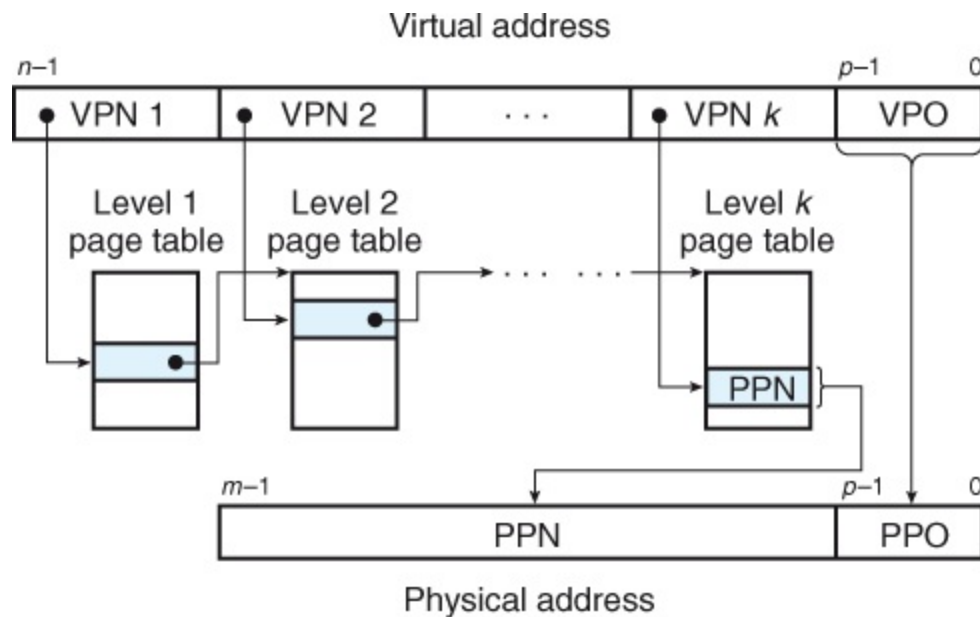 Virtual address
n–1 p–1 0
VPN 1 VPN 2 · · · VPN k VPO
Level 1 Level 2 Level k
page table page table page table
· · · · · ·
PPN
m–1 p–1 0
PPN PPO
Physical address